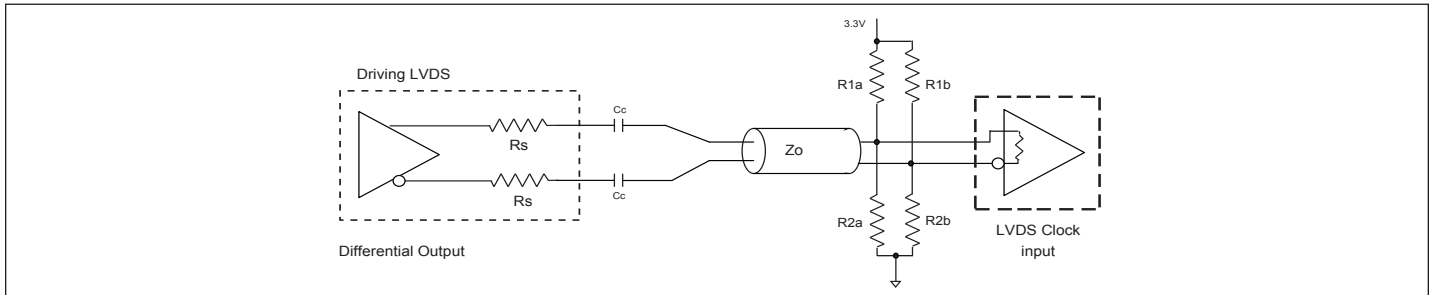 3.3V
Driving LVDS
R1a
R1b
Cc
Rs
Zo
Rs
Cc
R2a
R2b
LVDS Clock
input
Differential Output